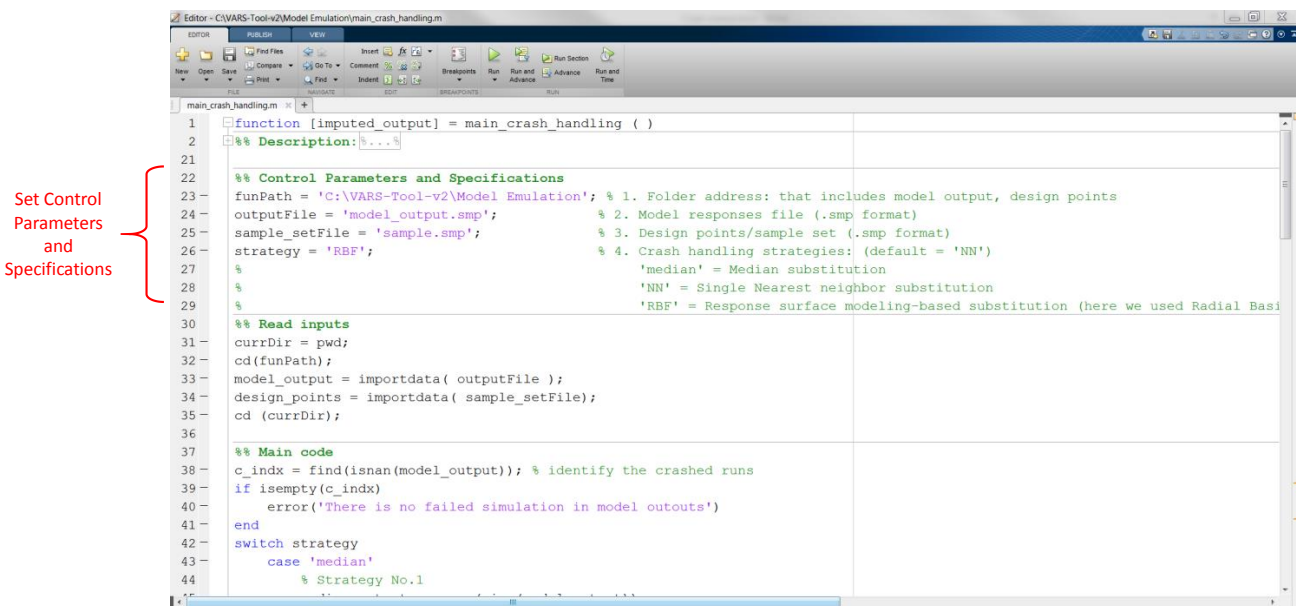 Editor - C:\VARS-Tool-v2\Model Emulation\main_crash_handling.m
EDITOR PUBLISH VIEW
New Open Save
Find Files
Compare
Print
Go To
Find
Insert fx
Comment
Indent
Breakpoints
Run
Run and Advance
Run Section
Advance
Run and Time
FILE NAVIGATE EDIT BREAKPOINTS RUN
main_crash_handling.m × +
Set Control
Parameters
and
Specifications
1 function [imputed_output] = main_crash_handling ( )
2 %% Description: %...%
21
22 %% Control Parameters and Specifications
23 – funPath = 'C:\VARS-Tool-v2\Model Emulation'; % 1. Folder address: that includes model output, design points
24 – outputFile = 'model_output.smp'; % 2. Model responses file (.smp format)
25 – sample_setFile = 'sample.smp'; % 3. Design points/sample set (.smp format)
26 – strategy = 'RBF'; % 4. Crash handling strategies: (default = 'NN')
27 % 'median' = Median substitution
28 % 'NN' = Single Nearest neighbor substitution
29 % 'RBF' = Response surface modeling-based substitution (here we used Radial Basi
30 %% Read inputs
31 – currDir = pwd;
32 – cd(funPath);
33 – model_output = importdata( outputFile );
34 – design_points = importdata( sample_setFile);
35 – cd (currDir);
36
37 %% Main code
38 – c_indx = find(isnan(model_output)); % identify the crashed runs
39 – if isempty(c_indx)
40 – error('There is no failed simulation in model outouts')
41 – end
42 – switch strategy
43 – case 'median'
44 % Strategy No.1